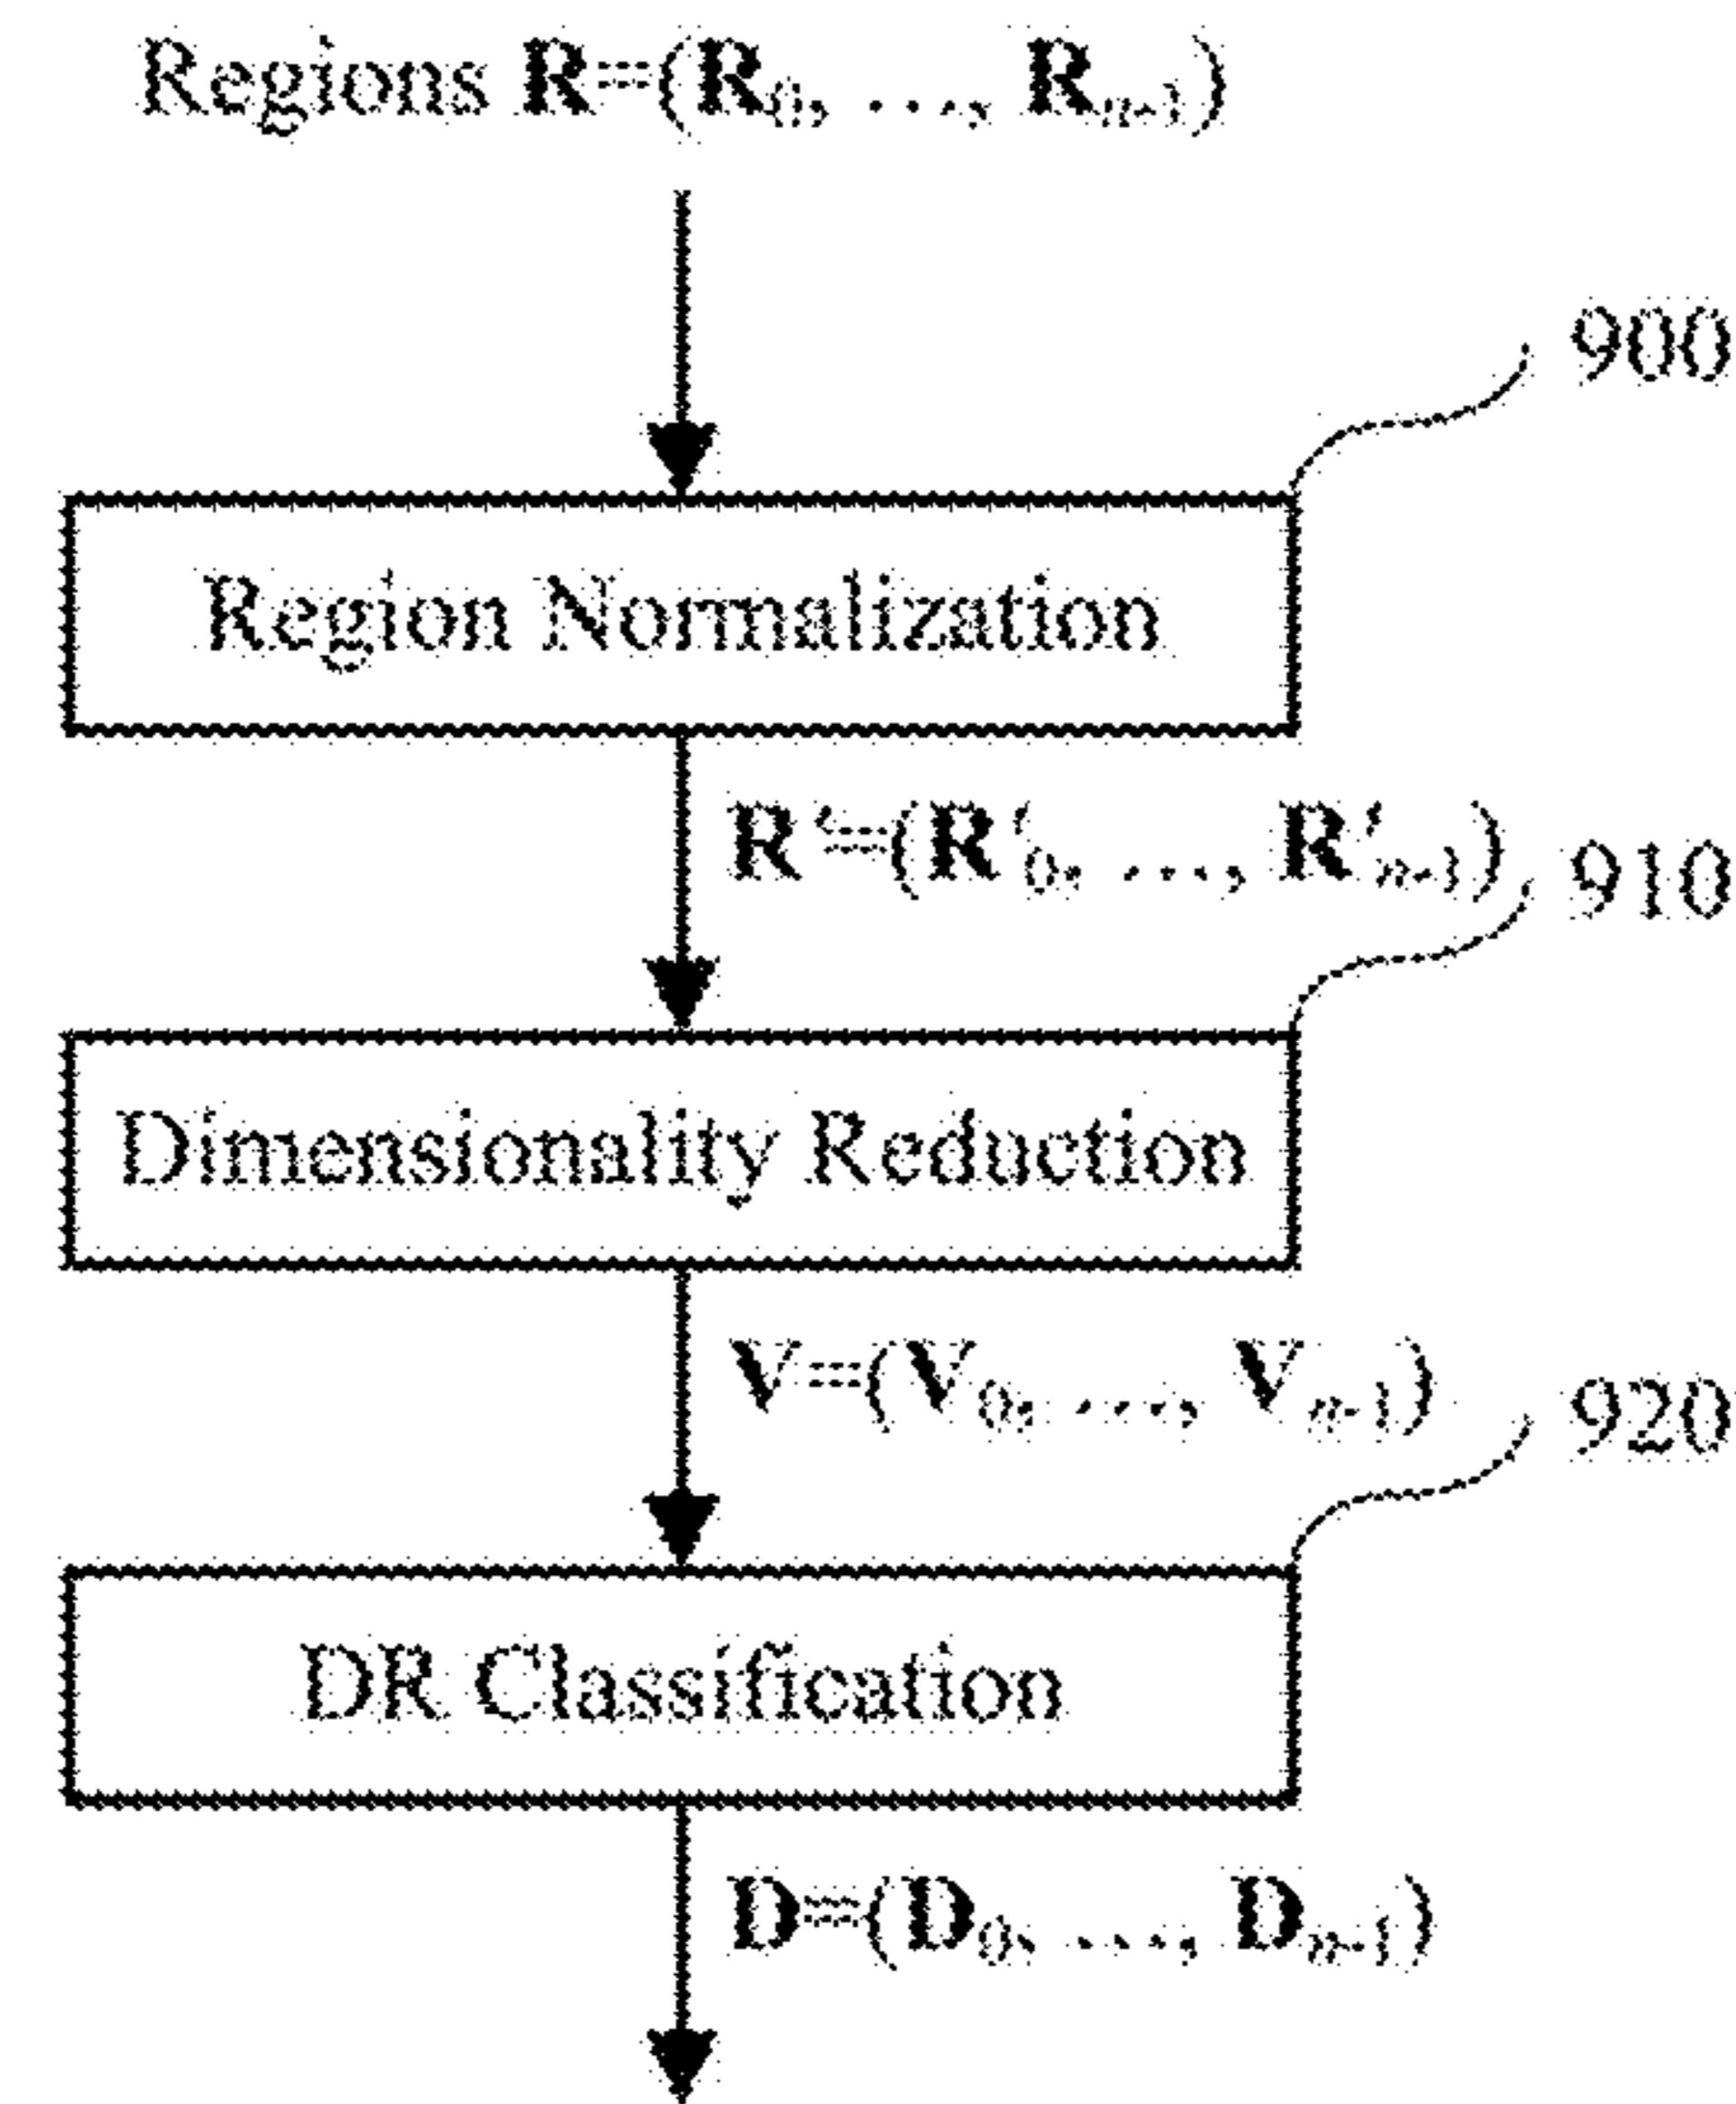 Regions R=(R0, . . ., Rn-1)
900
Region Normalization
R'=(R'0, . . ., R'n-1)
910
Dimensionality Reduction
V=(V0, . . ., Vn-1)
920
DR Classification
D=(D0, . . ., Dn-1)